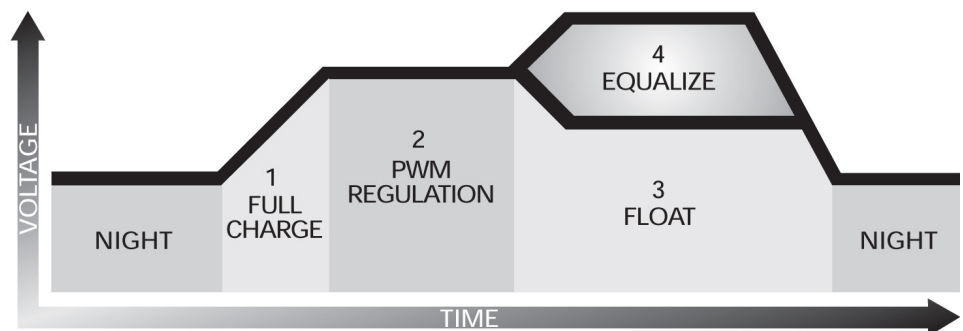 VOLTAGE
NIGHT
1
FULL
CHARGE
2
PWM
REGULATION
4
EQUALIZE
3
FLOAT
NIGHT
TIME